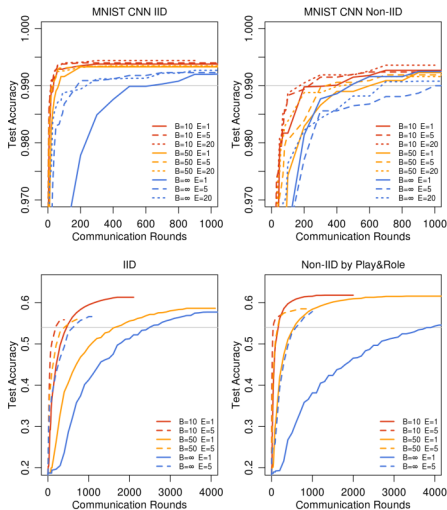 MNIST CNN IID
Test Accuracy
1.000
0.990
0.980
0.970
B=10 E=1
B=10 E=5
B=10 E=20
B=50 E=1
B=50 E=5
B=50 E=20
B=∞ E=1
B=∞ E=5
B=∞ E=20
0 200 400 600 800 1000
Communication Rounds
MNIST CNN Non-IID
Test Accuracy
1.000
0.990
0.980
0.970
B=10 E=1
B=10 E=5
B=10 E=20
B=50 E=1
B=50 E=5
B=50 E=20
B=∞ E=1
B=∞ E=5
B=∞ E=20
0 200 400 600 800 1000
Communication Rounds
IID
Test Accuracy
0.6
0.5
0.4
0.3
0.2
B=10 E=1
B=10 E=5
B=50 E=1
B=50 E=5
B=∞ E=1
B=∞ E=5
0 1000 2000 3000 4000
Communication Rounds
Non-IID by Play&Role
Test Accuracy
0.6
0.5
0.4
0.3
0.2
B=10 E=1
B=10 E=5
B=50 E=1
B=50 E=5
B=∞ E=1
B=∞ E=5
0 1000 2000 3000 4000
Communication Rounds